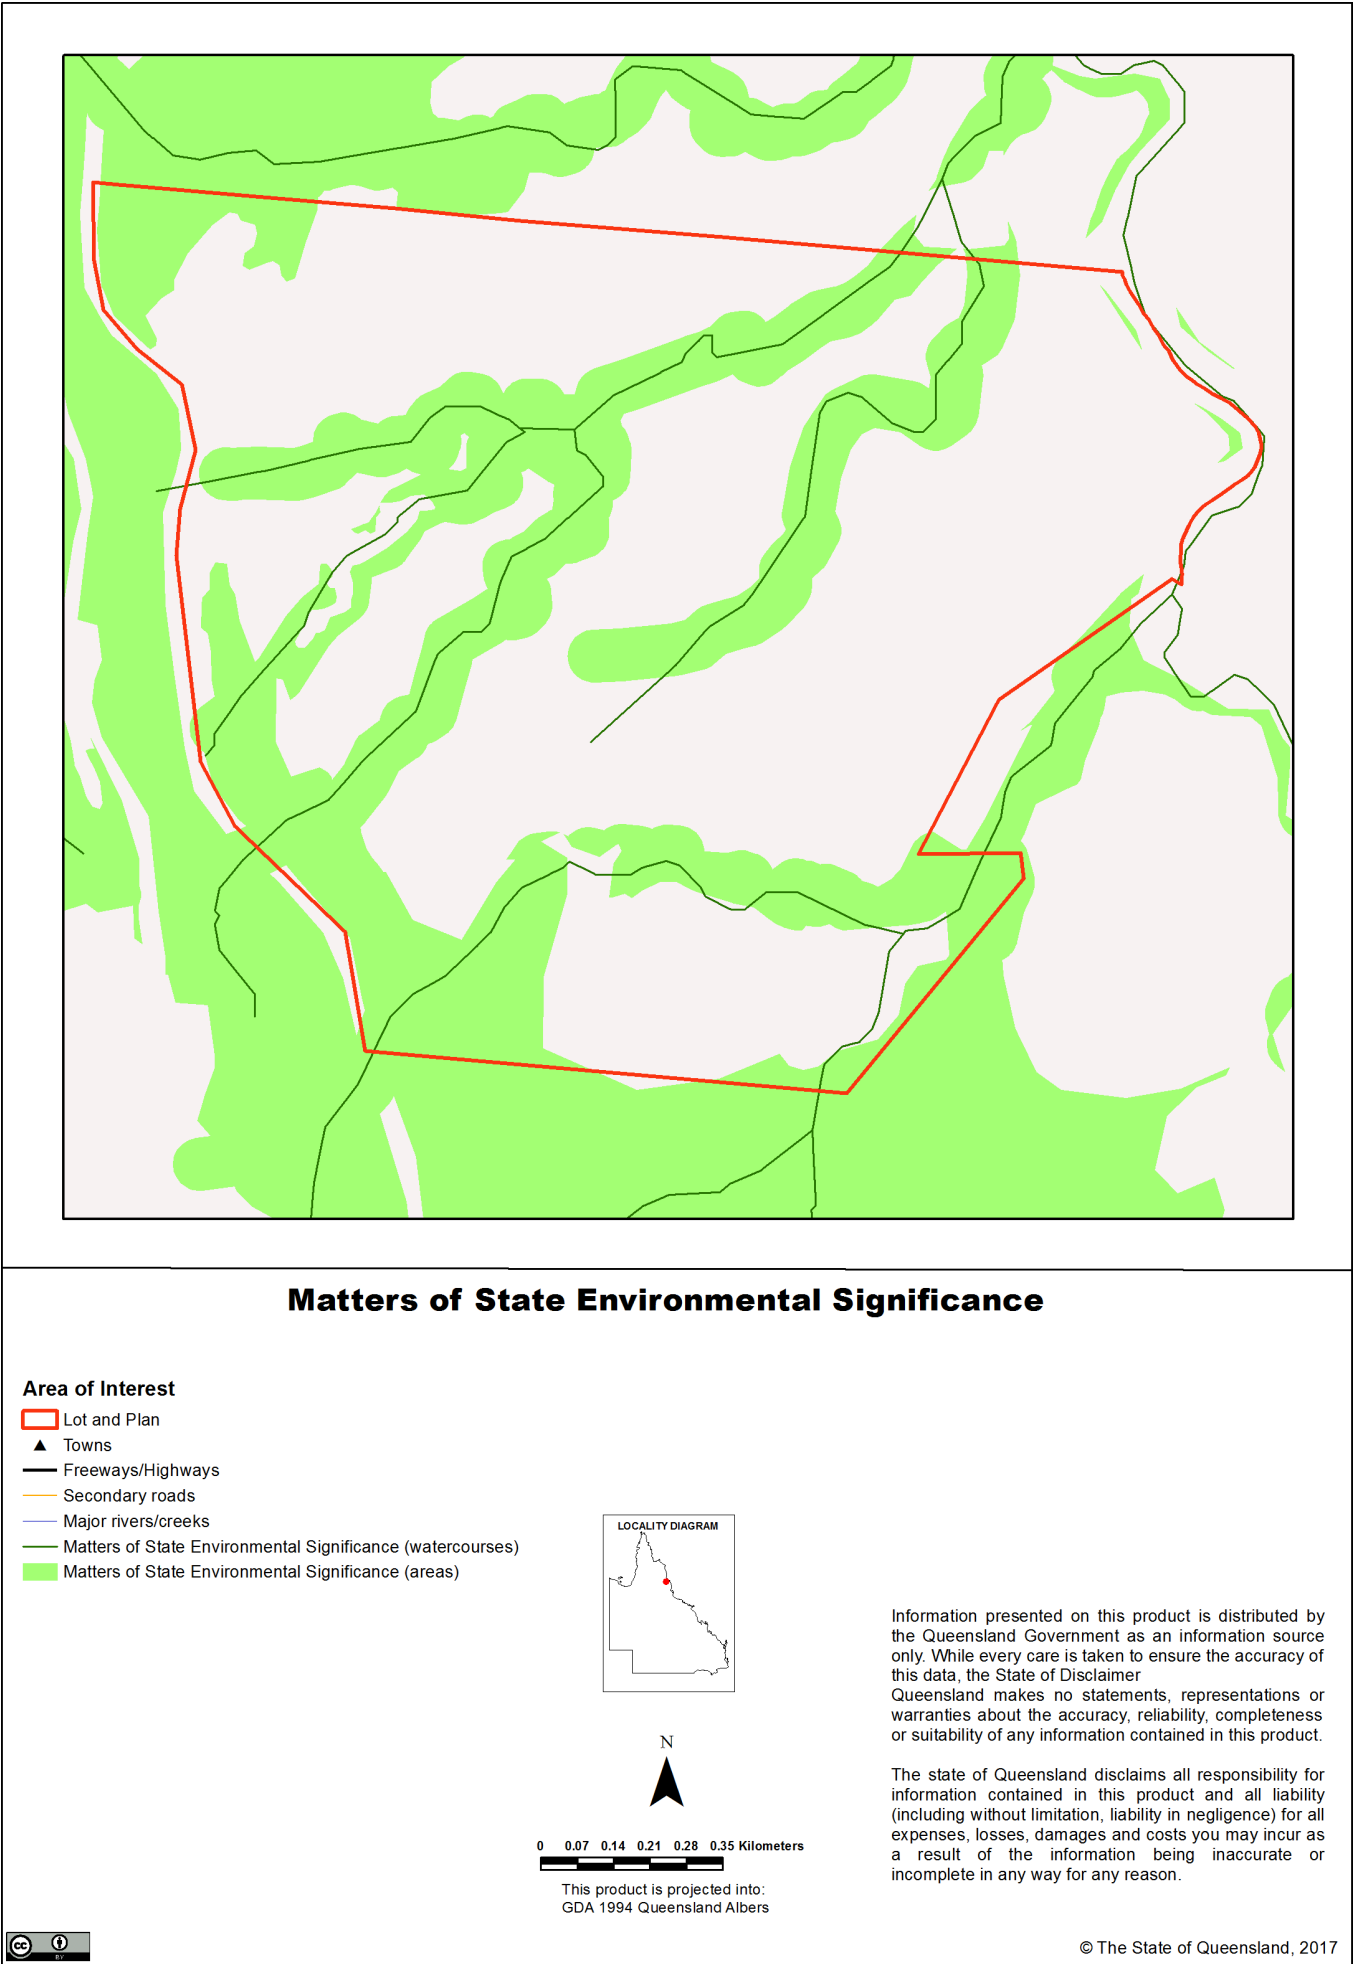 Matters of State Environmental Significance
Area of Interest
Lot and Plan
Towns
Freeways/Highways
Secondary roads
Major rivers/creeks
Matters of State Environmental Significance (watercourses)
Matters of State Environmental Significance (areas)
LOCALITY DIAGRAM
N
0 0.07 0.14 0.21 0.28 0.35 Kilometers
This product is projected into:
GDA 1994 Queensland Albers
Information presented on this product is distributed by
the Queensland Government as an information source
only. While every care is taken to ensure the accuracy of
this data, the State of Disclaimer
Queensland makes no statements, representations or
warranties about the accuracy, reliability, completeness
or suitability of any information contained in this product.
The state of Queensland disclaims all responsibility for
information contained in this product and all liability
(including without limitation, liability in negligence) for all
expenses, losses, damages and costs you may incur as
a result of the information being inaccurate or
incomplete in any way for any reason.
cc
BY
© The State of Queensland, 2017